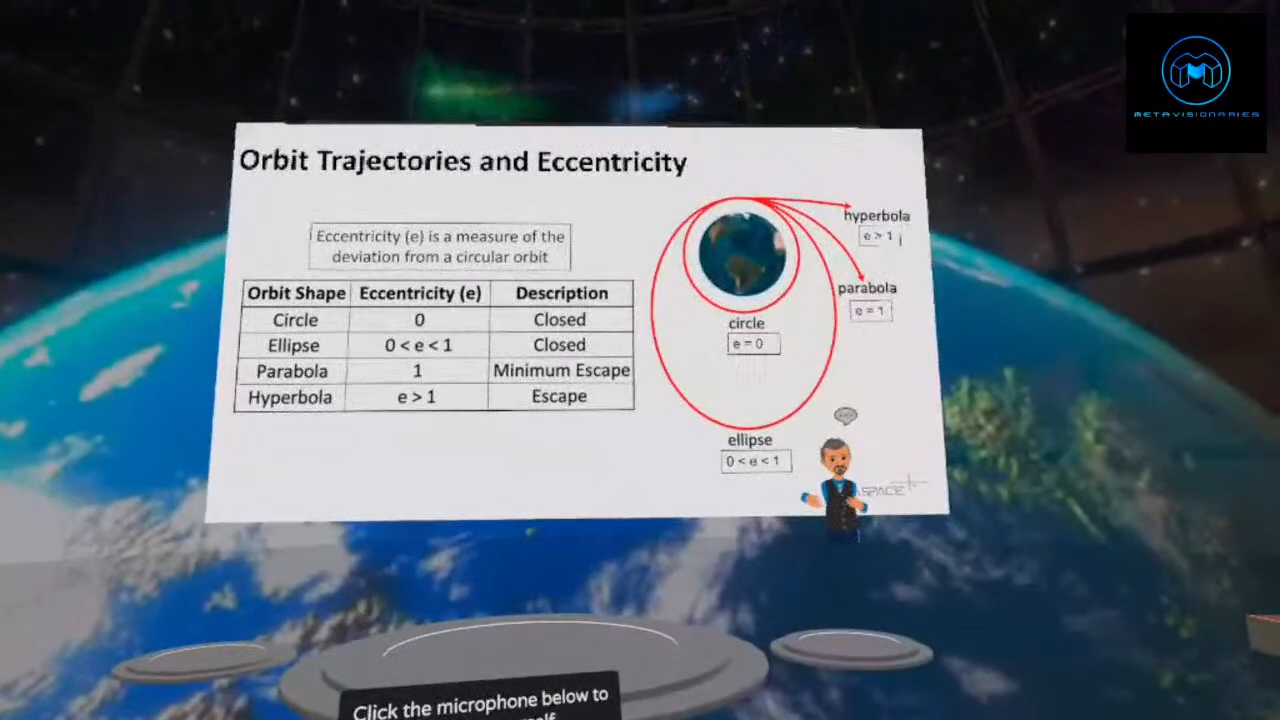 METAVISIONARIES
Orbit Trajectories and Eccentricity
Eccentricity (e) is a measure of the
deviation from a circular orbit
Orbit Shape Eccentricity (e) Description
Circle 0 Closed
Ellipse 0 < e < 1 Closed
Parabola 1 Minimum Escape
Hyperbola e > 1 Escape
hyperbola
e > 1
parabola
e = 1
circle
e = 0
ellipse
0 < e < 1
SPACE
Click the microphone below to